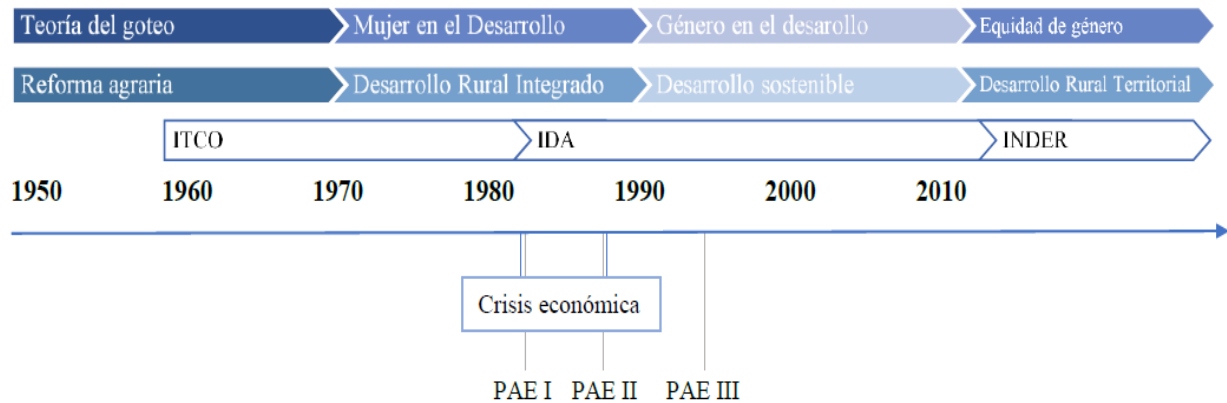 Teoría del goteo Mujer en el Desarrollo Género en el desarollo Equidad de género
Reforma agraria Desarrollo Rural Integrado Desarrollo sostenible Desarrollo Rural Territorial
ITCO IDA INDER
1950 1960 1970 1980 1990 2000 2010
Crisis económica
PAE I PAE II PAE III